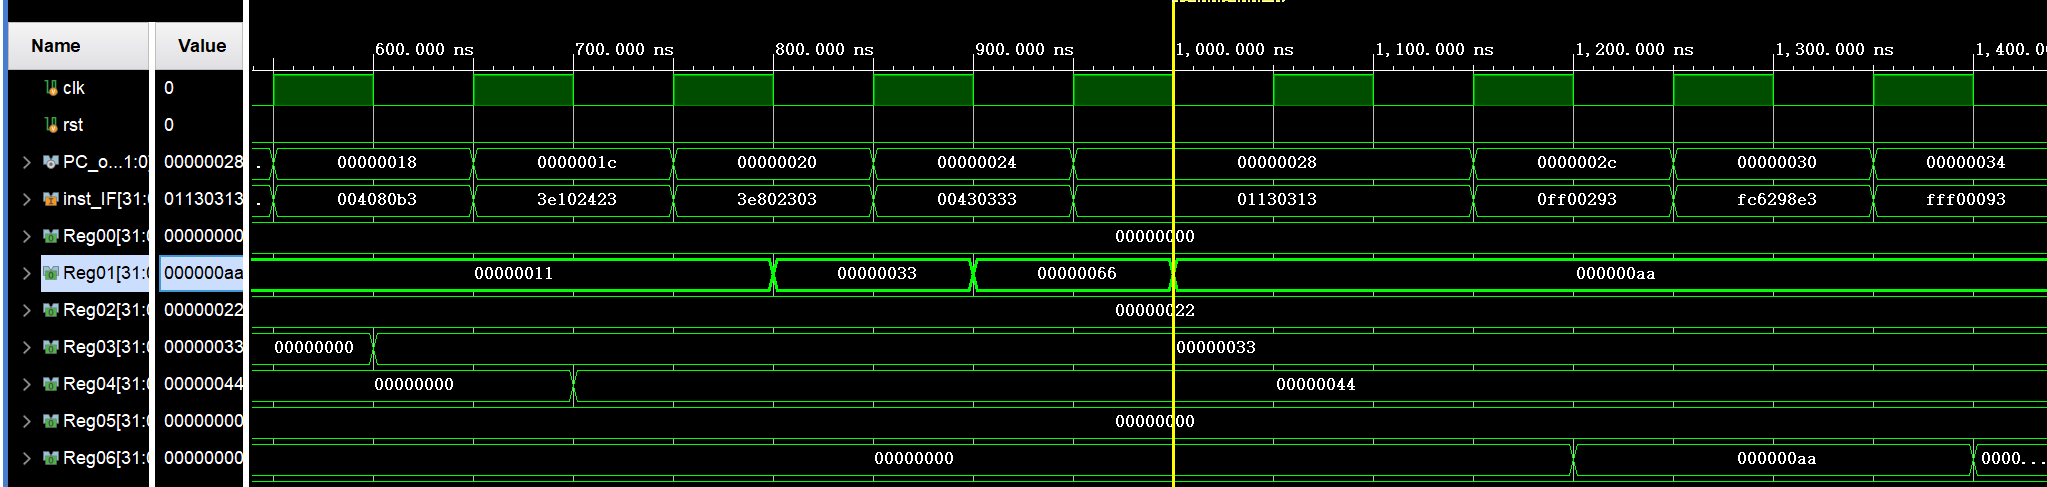 Name Value
600.000 ns 700.000 ns 800.000 ns 900.000 ns 1,000.000 ns 1,100.000 ns 1,200.000 ns 1,300.000 ns 1,400.00
clk 0
rst 0
PC_o...1:0] 00000028 . 00000018 0000001c 00000020 00000024 00000028 0000002c 00000030 00000034
inst_IF[31:0 01130313 . 004080b3 3e102423 3e802303 00430333 01130313 0ff00293 fc6298e3 fff00093
Reg00[31:0 00000000 00000000
Reg01[31:0 000000aa 00000011 00000033 00000066 000000aa
Reg02[31:0 00000022 00000022
Reg03[31:0 00000033 00000000 00000033
Reg04[31:0 00000044 00000000 00000044
Reg05[31:0 00000000 00000000
Reg06[31:0 00000000 00000000 000000aa 0000...